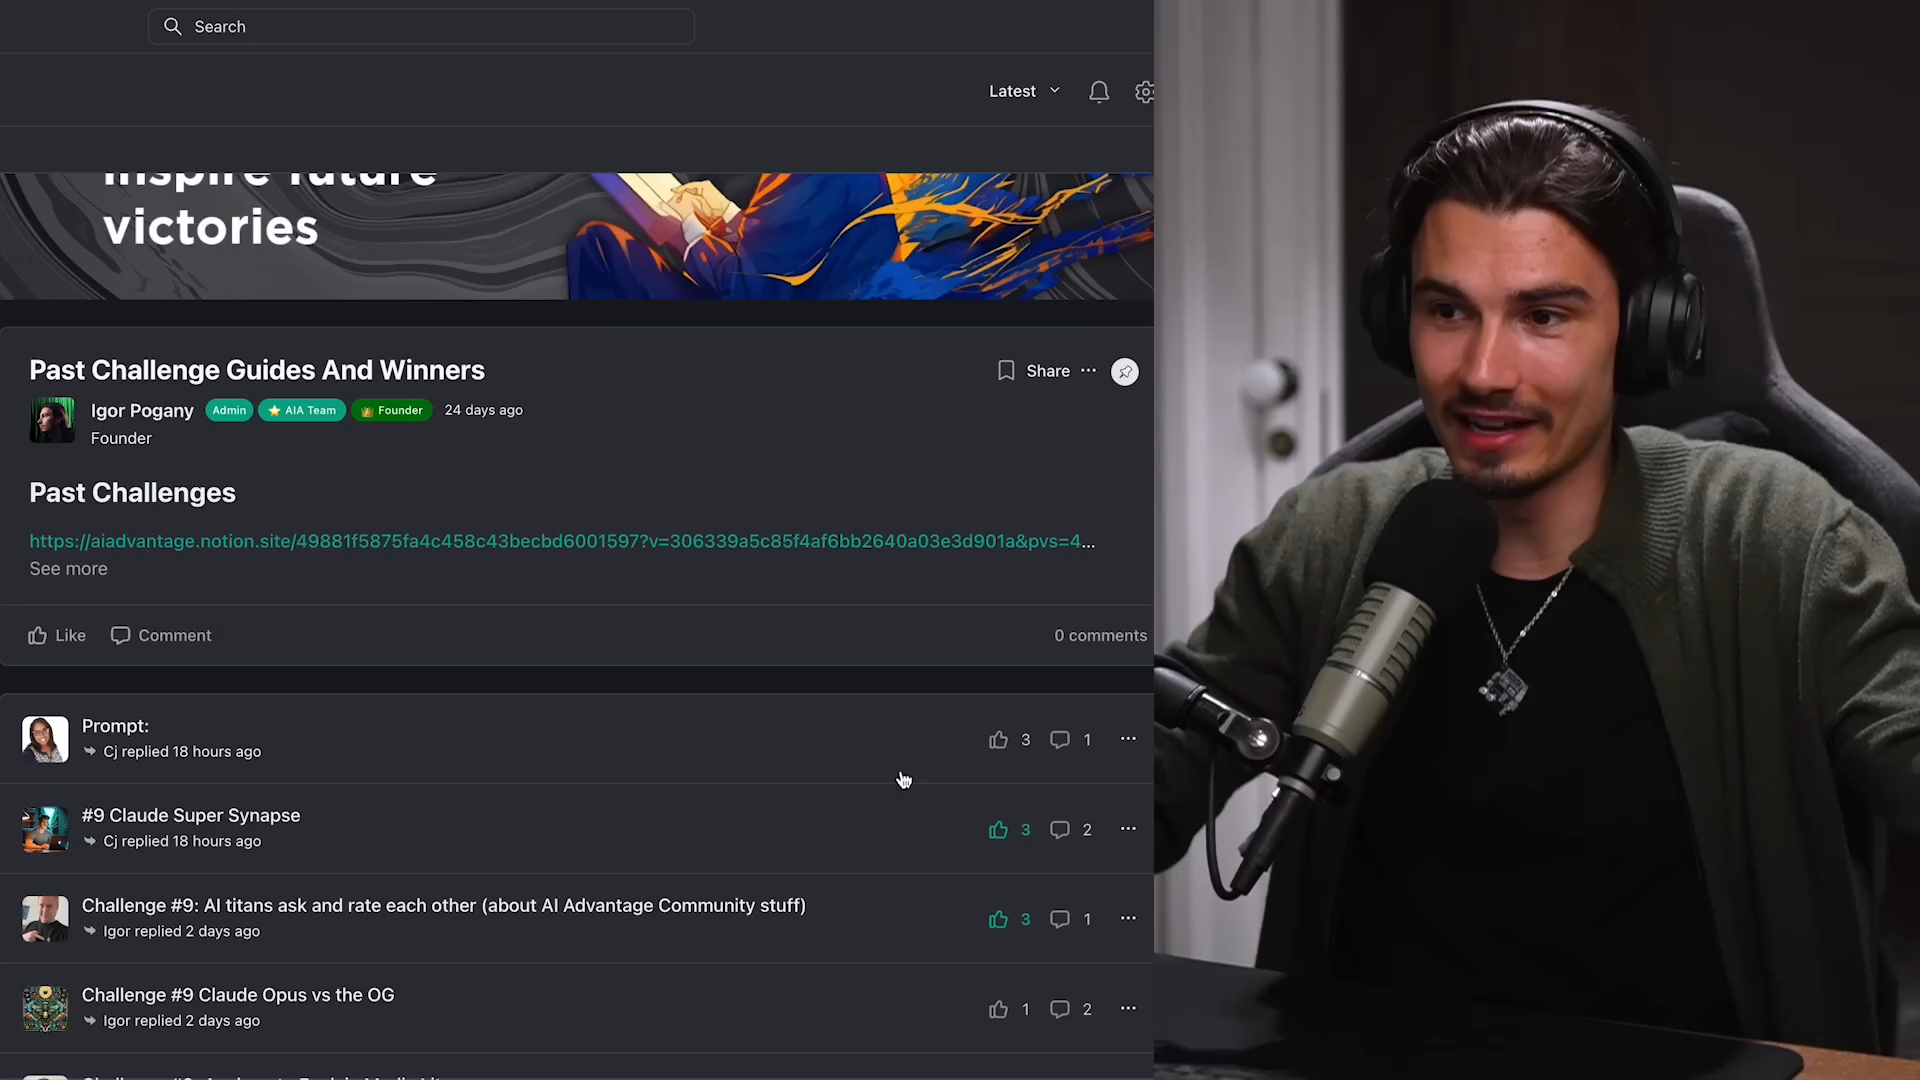 Search
Latest
inspire future
victories
Past Challenge Guides And Winners
Share
Igor Pogany Admin AIA Team Founder 24 days ago
Founder
Past Challenges
https://aiadvantage.notion.site/49881f5875fa4c458c43becbd6001597?v=306339a5c85f4af6bb2640a03e3d901a&pvs=4...
See more
Like Comment 0 comments
Prompt:
Cj replied 18 hours ago
3 1
#9 Claude Super Synapse
Cj replied 18 hours ago
3 2
Challenge #9: AI titans ask and rate each other (about AI Advantage Community stuff)
Igor replied 2 days ago
3 1
Challenge #9 Claude Opus vs the OG
Igor replied 2 days ago
1 2